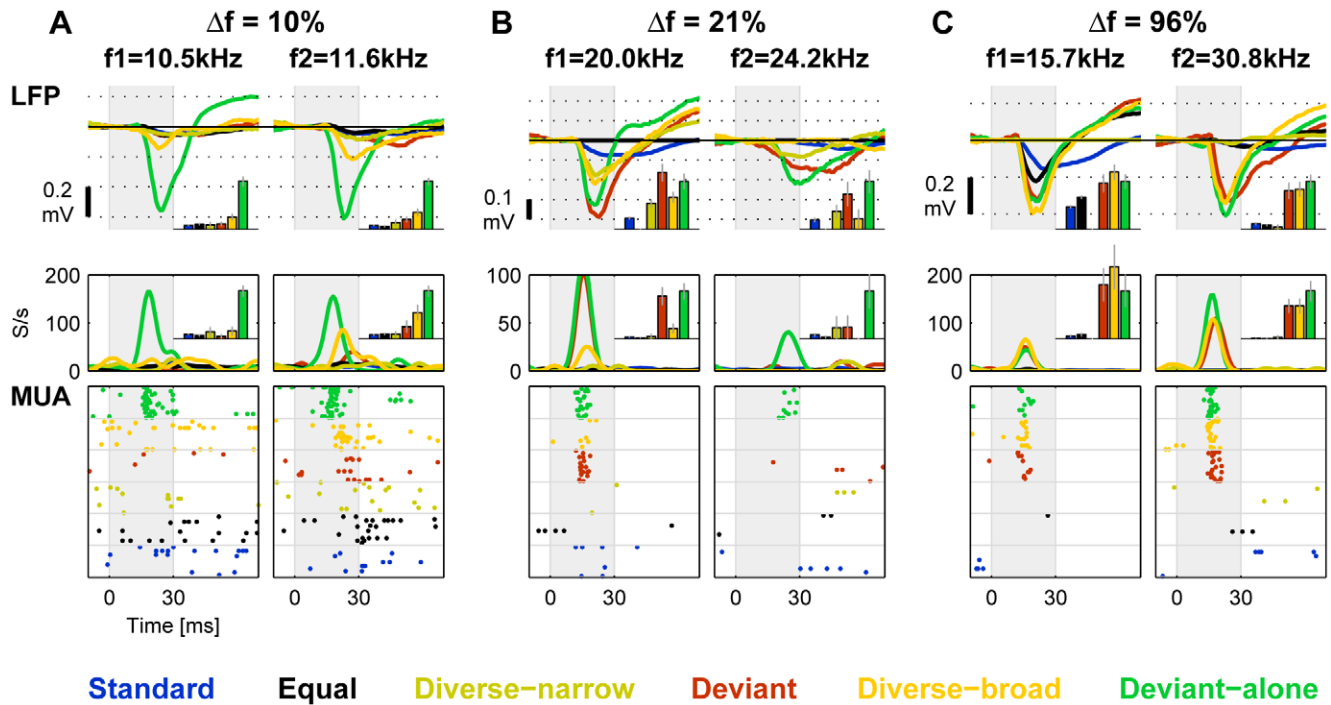 A Δf = 10% B Δf = 21% C Δf = 96%
f1=10.5kHz f2=11.6kHz f1=20.0kHz f2=24.2kHz f1=15.7kHz f2=30.8kHz
LFP
0.2 mV 0.1 mV 0.2 mV
200 100 200
S/s 100 50 100
0 0 0
MUA
0 30 0 30 0 30 0 30 0 30 0 30
Time [ms]
Standard Equal Diverse−narrow Deviant Diverse−broad Deviant−alone